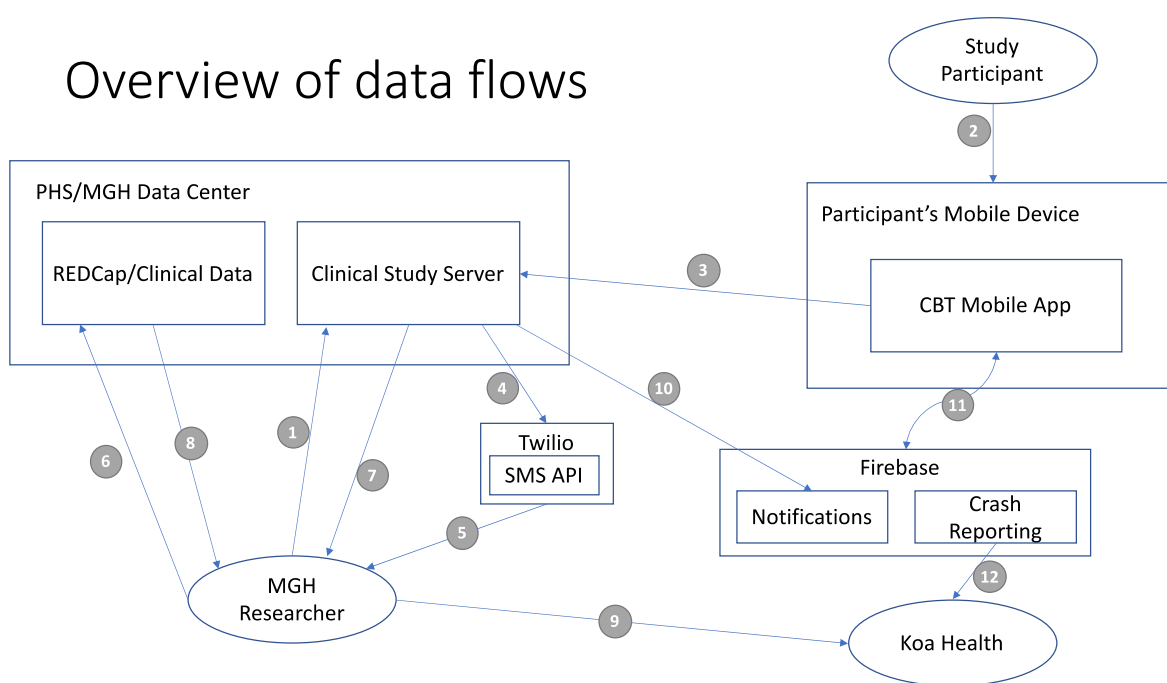 Overview of data flows
Study
Participant
2
PHS/MGH Data Center
Participant’s Mobile Device
REDCap/Clinical Data
Clinical Study Server
3
CBT Mobile App
4
10
11
6
8
1
7
Twilio
SMS API
5
Firebase
Notifications
Crash
Reporting
12
MGH
Researcher
9
Koa Health